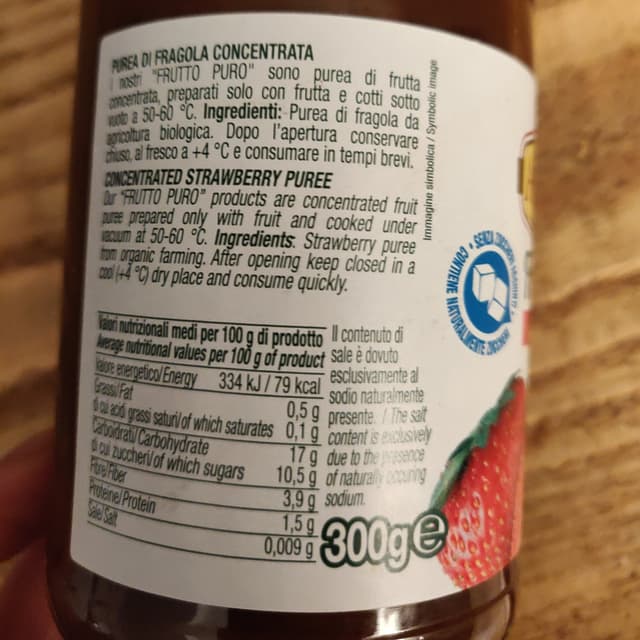 PUREA DI FRAGOLA CONCENTRATA
I nostri "FRUTTO PURO" sono purea di frutta
concentrata, preparati solo con frutta e cotti sotto
vuoto a 50-60 °C. Ingredienti: Purea di fragola da
agricoltura biologica. Dopo l'apertura conservare
chiuso, al fresco a +4 °C e consumare in tempi brevi.
CONCENTRATED STRAWBERRY PUREE
Our "FRUTTO PURO" products are concentrated fruit
puree prepared only with fruit and cooked under
vacuum at 50-60 °C. Ingredients: Strawberry puree
from organic farming. After opening keep closed in a
cool (+4 °C) dry place and consume quickly.
Immagine simbolica / Symbolic image
SENZA ZUCCHERI
CONTIENE NATURALMENTE ZUCCHERI
Valori nutrizionali medi per 100 g di prodotto
Average nutritional values per 100 g of product
Valore energetico/Energy 334 kJ / 79 kcal
Grassi/Fat 0,5 g
di cui acidi grassi saturi/of which saturates 0,1 g
Carboidrati/Carbohydrate 17 g
di cui zuccheri/of which sugars 10,5 g
Fibre/Fiber 3,9 g
Proteine/Protein 1,5 g
Sale/Salt 0,009 g
Il contenuto di
sale è dovuto
esclusivamente al
sodio naturalmente
presente. / The salt
content is exclusively
due to the presence
of naturally occuring
sodium.
300g e